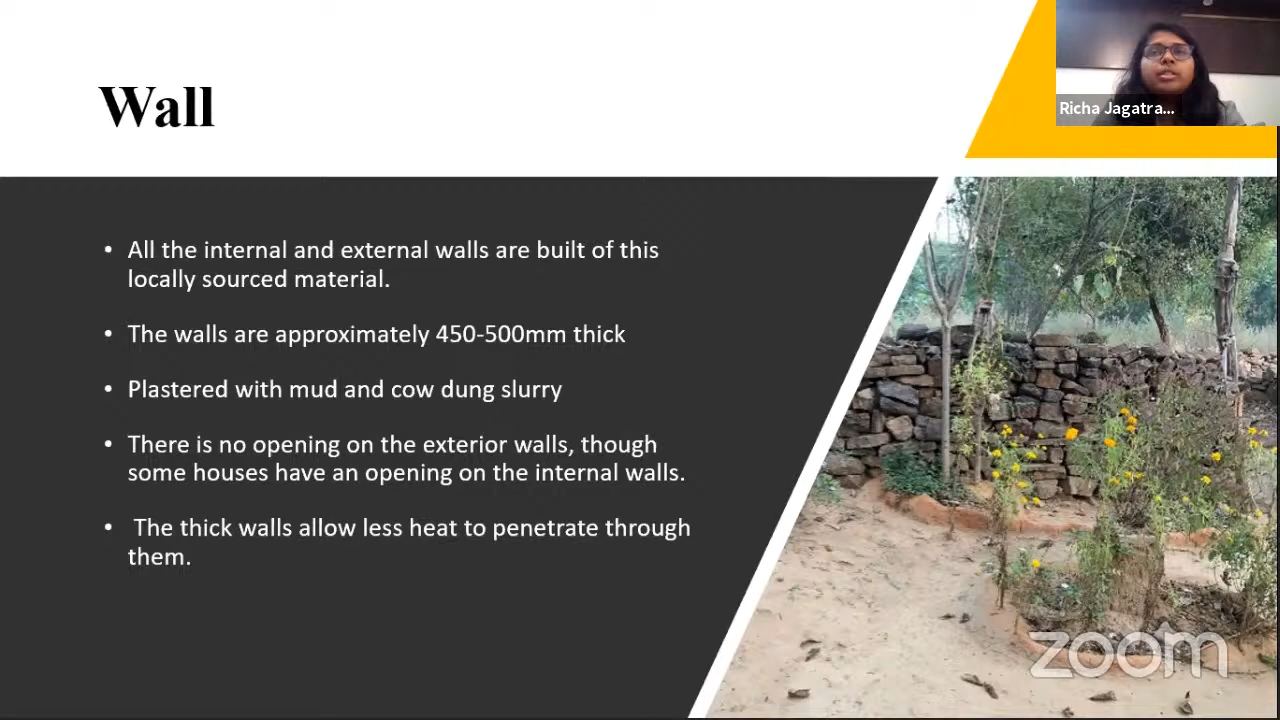 Wall
Richa Jagatra...
• All the internal and external walls are built of this
locally sourced material.
• The walls are approximately 450-500mm thick
• Plastered with mud and cow dung slurry
• There is no opening on the exterior walls, though
some houses have an opening on the internal walls.
• The thick walls allow less heat to penetrate through
them.
zoom